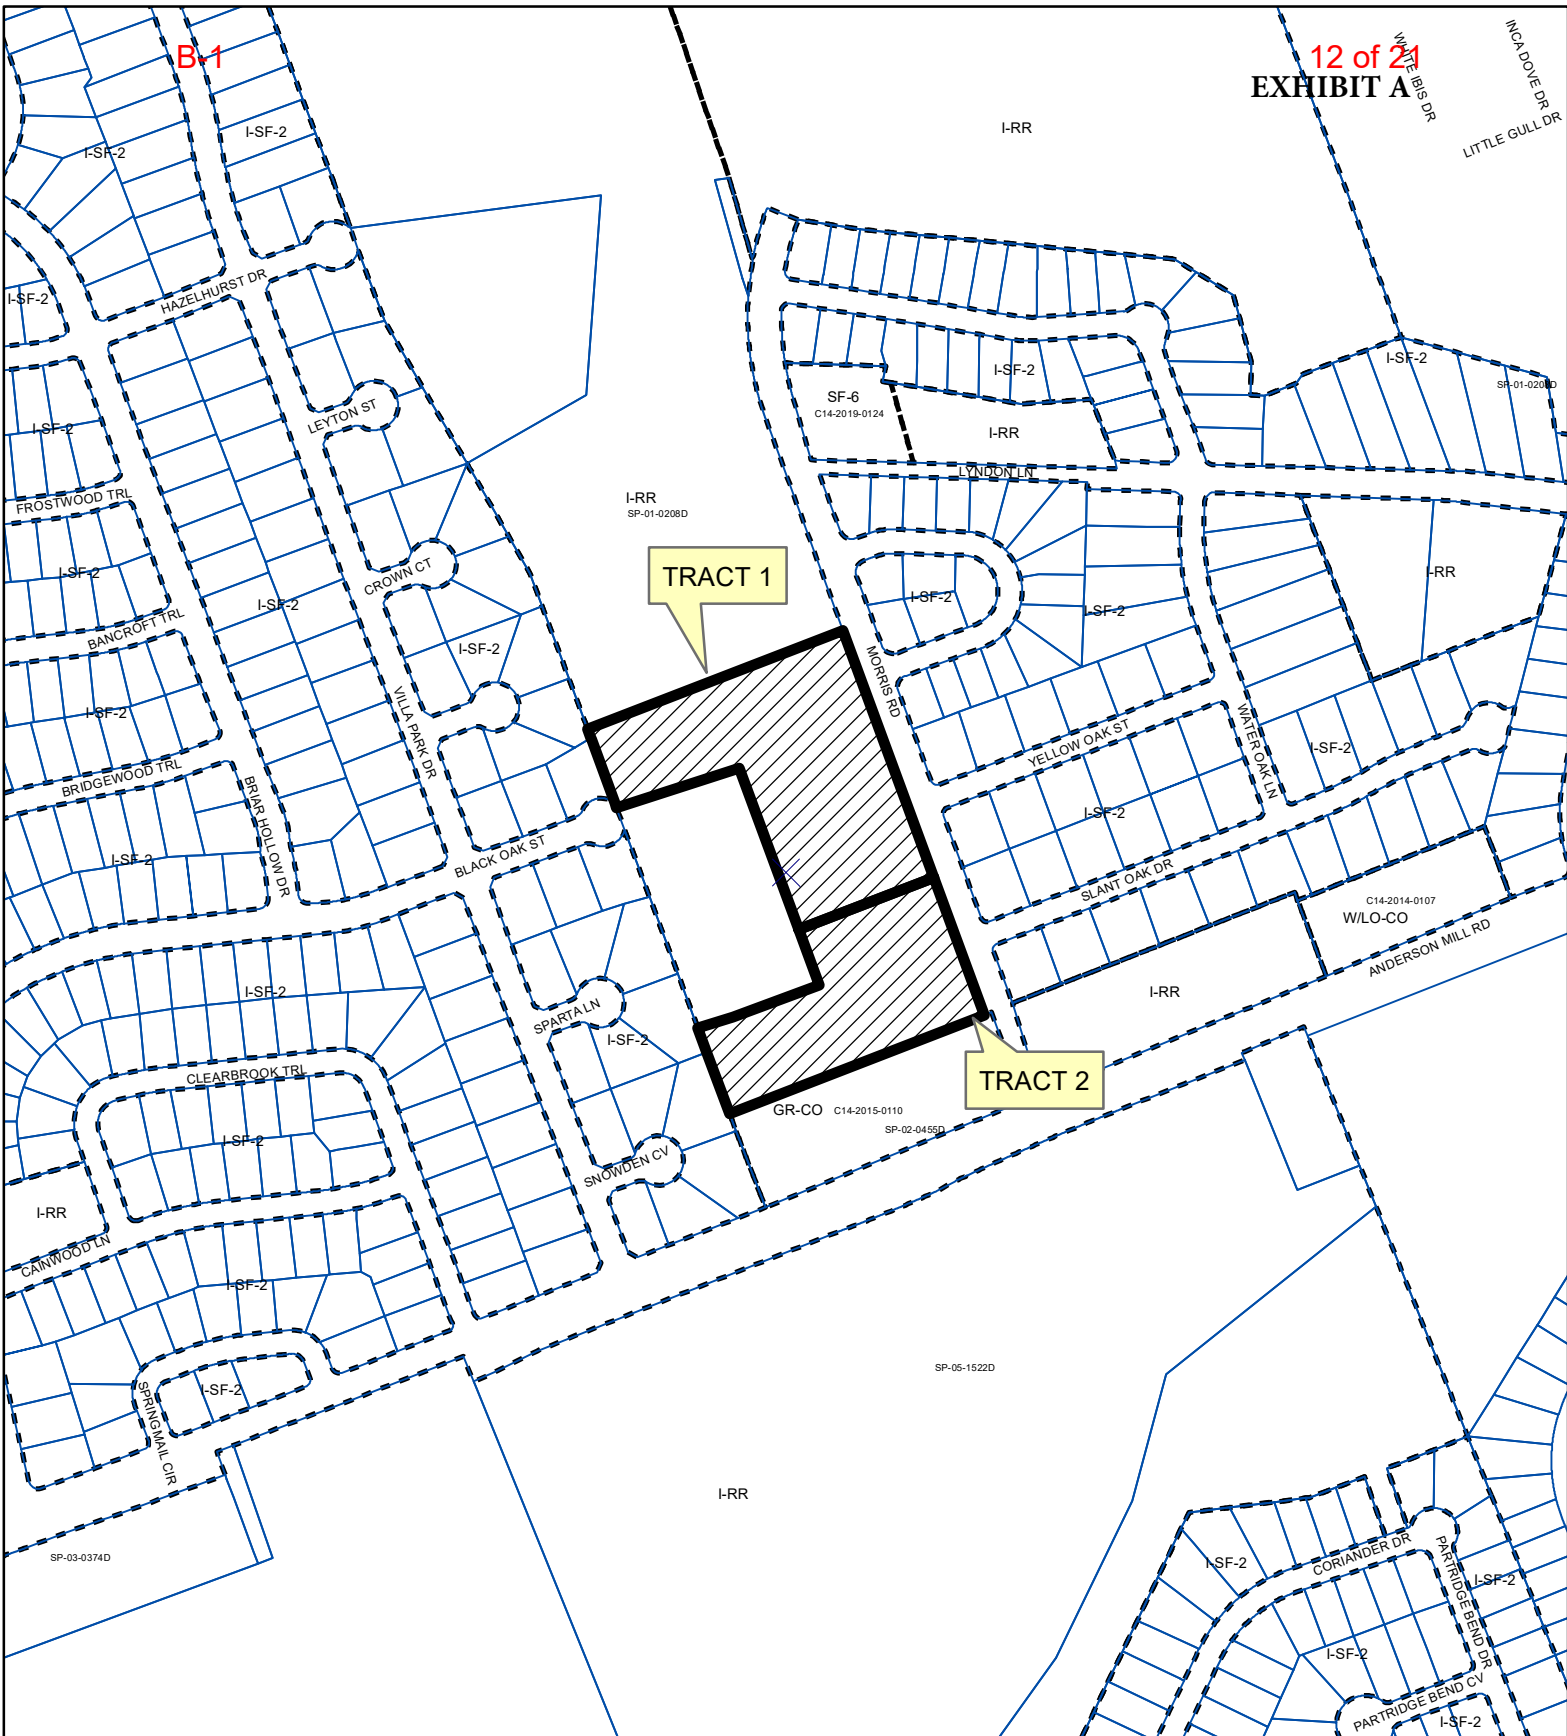 B-1
12 of 21
EXHIBIT A
WHITE IBIS DR
INCA DOVE DR
LITTLE GULL DR
I-RR
I-SF-2
I-SF-2
I-SF-2
HAZELHURST DR
I-SF-2
I-SF-2
SP-01-0208D
SF-6
C14-2019-0124
LEYTON ST
I-SF-2
I-RR
LYNDON LN
FROSTWOOD TRL
I-RR
SP-01-0208D
TRACT 1
CROWN CT
I-SF-2
I-SF-2
I-RR
I-SF-2
I-SF-2
BANCROFT TRL
I-SF-2
MORRIS RD
VILLA PARK DR
I-SF-2
WATER OAK LN
YELLOW OAK ST
I-SF-2
BRIDGEWOOD TRL
BRIAR HOLLOW DR
I-SF-2
BLACK OAK ST
I-SF-2
SLANT OAK DR
C14-2014-0107
W/LO-CO
ANDERSON MILL RD
I-SF-2
I-RR
SPARTA LN
I-SF-2
CLEARBROOK TRL
TRACT 2
GR-CO
C14-2015-0110
SP-02-0455D
I-SF-2
SNOWDEN CV
I-RR
CAINWOOD LN
I-SF-2
SP-05-1522D
I-SF-2
SPRINGMAIL CIR
I-RR
SP-03-0374D
CORIANDER DR
I-SF-2
PARTRIDGE BEND DR
I-SF-2
I-SF-2
PARTRIDGE BEND CV
I-SF-2